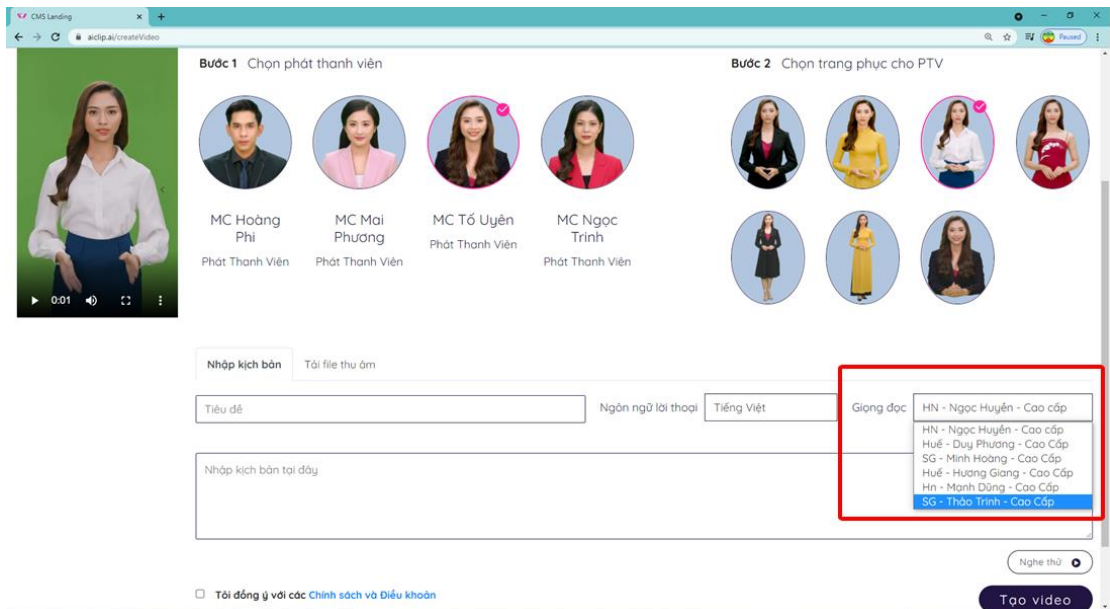 CMS Landing
aiclip.ai/createVideo
Paused
Bước 1 Chọn phát thanh viên
Bước 2 Chọn trang phục cho PTV
MC Hoàng
Phi
Phát Thanh Viên
MC Mai
Phương
Phát Thanh Viên
MC Tố Uyên
Phát Thanh Viên
MC Ngọc
Trinh
Phát Thanh Viên
0:01
Nhập kịch bản
Tải file thu âm
Tiêu đề
Ngôn ngữ lời thoại
Tiếng Việt
Giọng đọc
HN - Ngọc Huyền - Cao cấp
HN - Ngọc Huyền - Cao cấp
Huế - Duy Phương - Cao Cấp
SG - Minh Hoàng - Cao Cấp
Huế - Hương Giang - Cao Cấp
Hn - Mạnh Dũng - Cao Cấp
SG - Thảo Trinh - Cao Cấp
Nhập kịch bản tại đây
Nghe thử
Tôi đồng ý với các Chính sách và Điều khoản
Tạo video